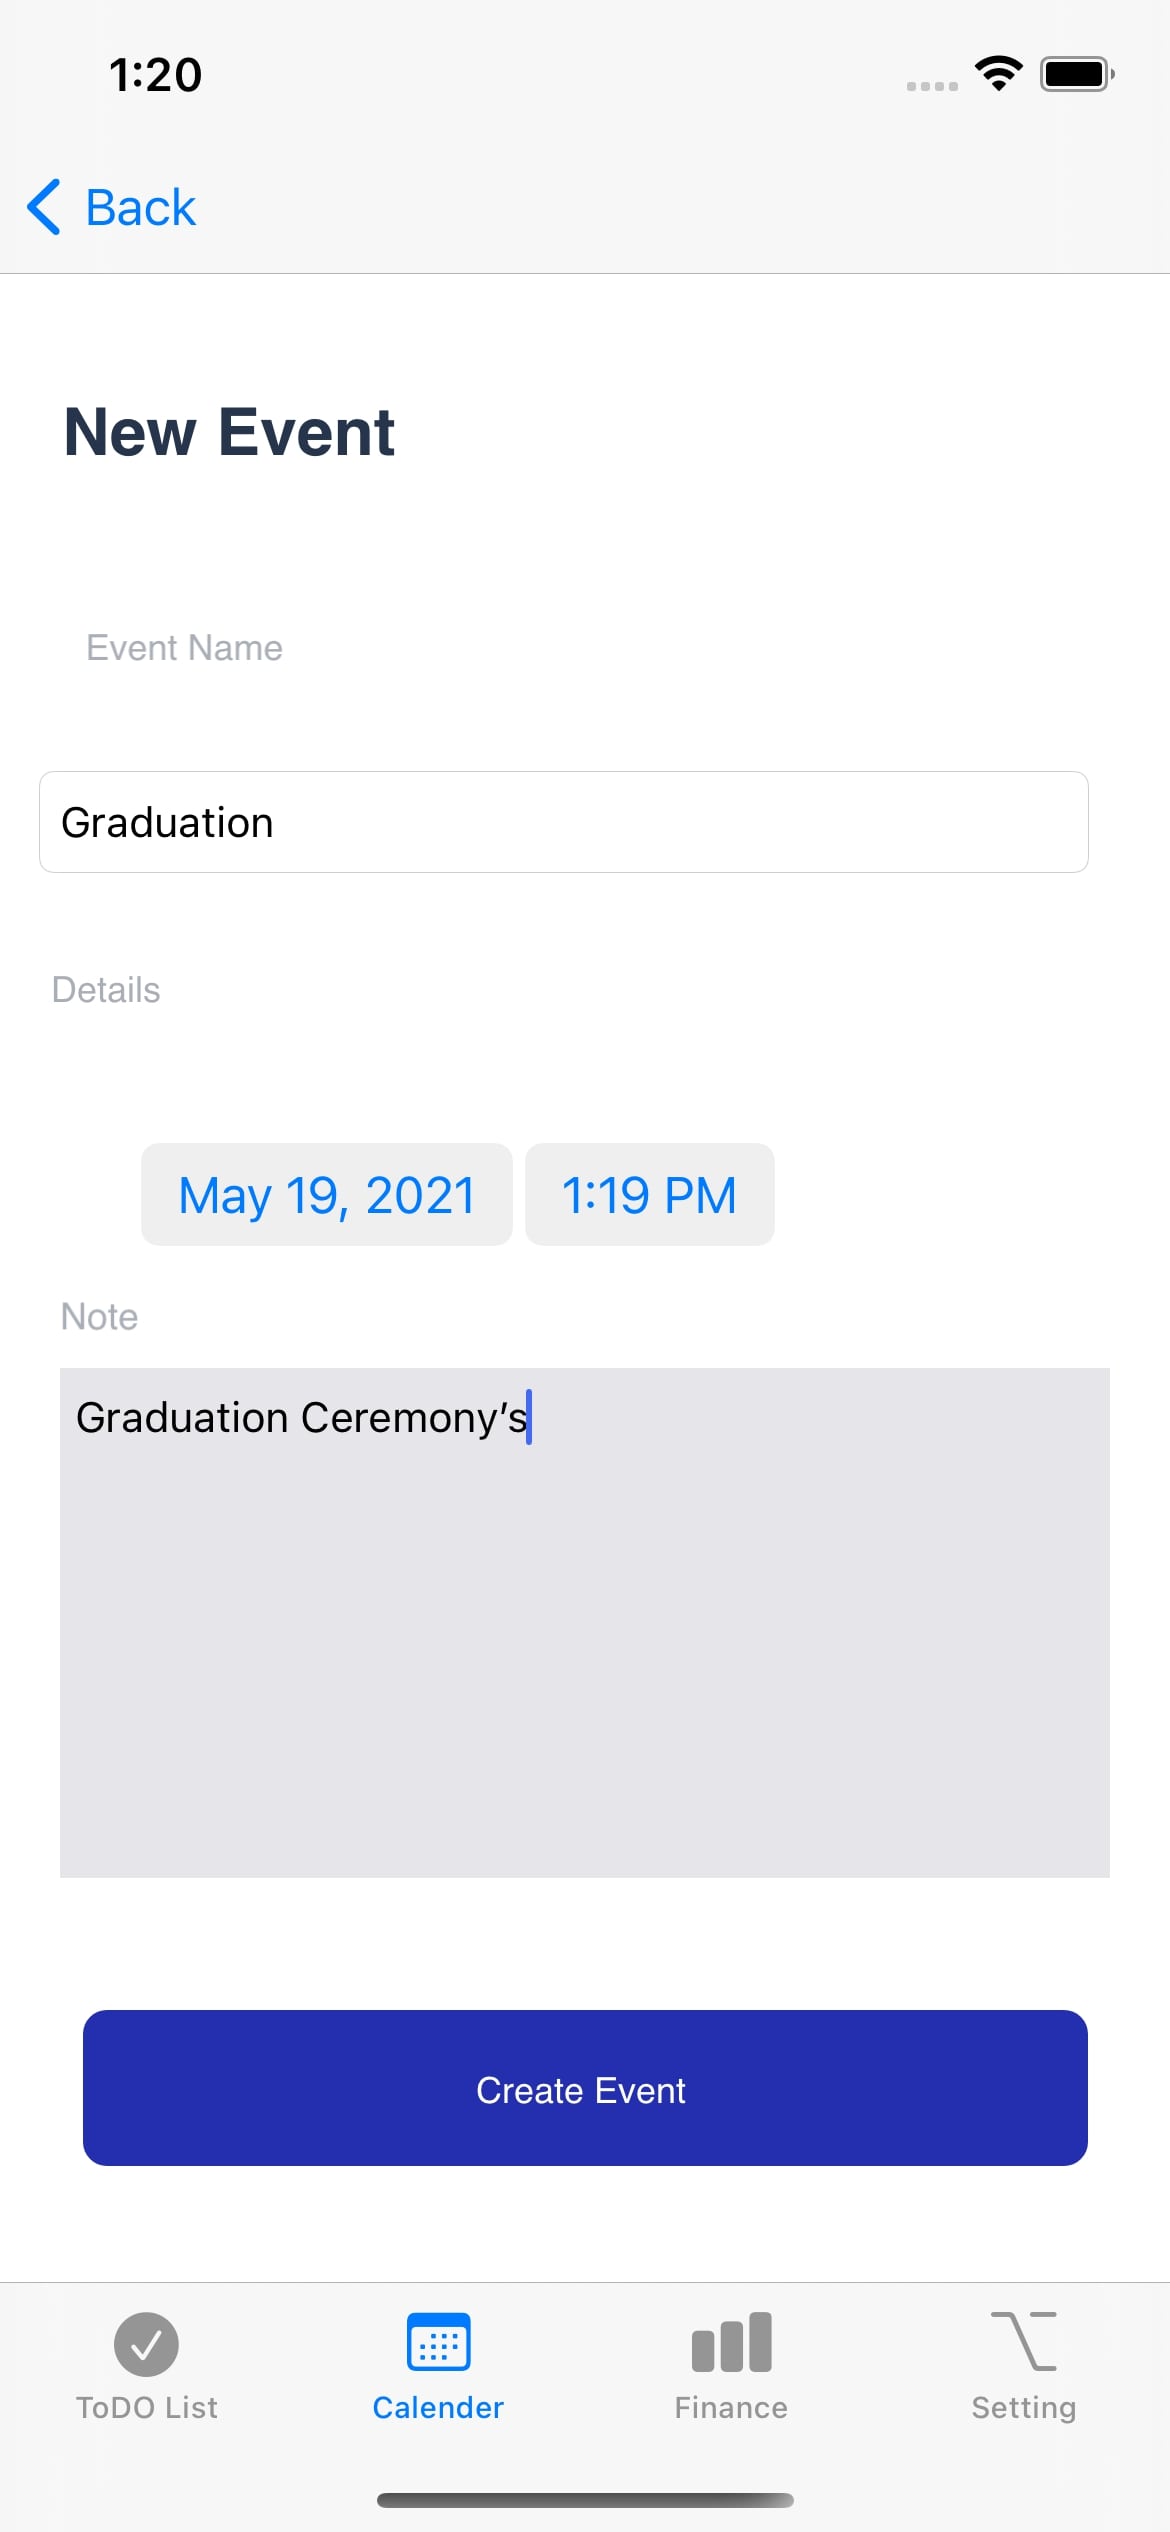 1:20
Back
New Event
Event Name
Graduation
Details
May 19, 2021 1:19 PM
Note
Graduation Ceremony’s
Create Event
ToDO List Calender Finance Setting